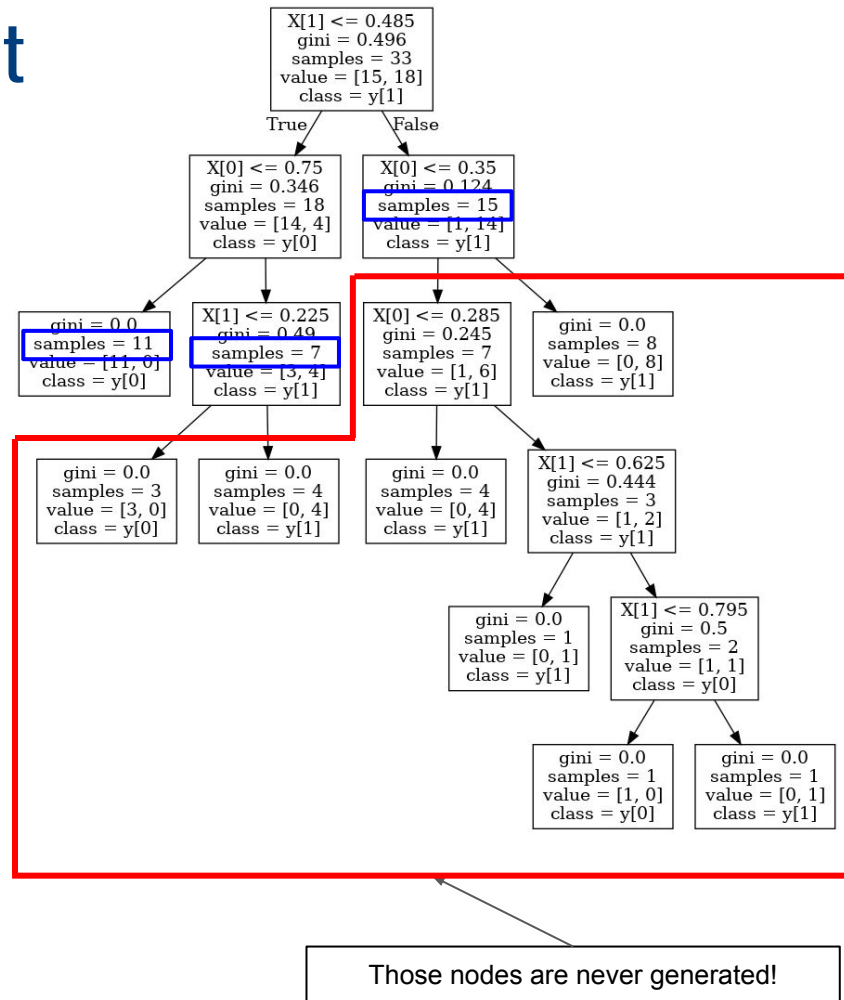 t
X[1] <= 0.485
gini = 0.496
samples = 33
value = [15, 18]
class = y[1]
True
False
X[0] <= 0.75
gini = 0.346
samples = 18
value = [14, 4]
class = y[0]
X[0] <= 0.35
gini = 0.124
samples = 15
value = [1, 14]
class = y[1]
gini = 0.0
samples = 11
value = [11, 0]
class = y[0]
X[1] <= 0.225
gini = 0.49
samples = 7
value = [3, 4]
class = y[1]
X[0] <= 0.285
gini = 0.245
samples = 7
value = [1, 6]
class = y[1]
gini = 0.0
samples = 8
value = [0, 8]
class = y[1]
gini = 0.0
samples = 3
value = [3, 0]
class = y[0]
gini = 0.0
samples = 4
value = [0, 4]
class = y[1]
gini = 0.0
samples = 4
value = [0, 4]
class = y[1]
X[1] <= 0.625
gini = 0.444
samples = 3
value = [1, 2]
class = y[1]
gini = 0.0
samples = 1
value = [0, 1]
class = y[1]
X[1] <= 0.795
gini = 0.5
samples = 2
value = [1, 1]
class = y[0]
gini = 0.0
samples = 1
value = [1, 0]
class = y[0]
gini = 0.0
samples = 1
value = [0, 1]
class = y[1]
Those nodes are never generated!